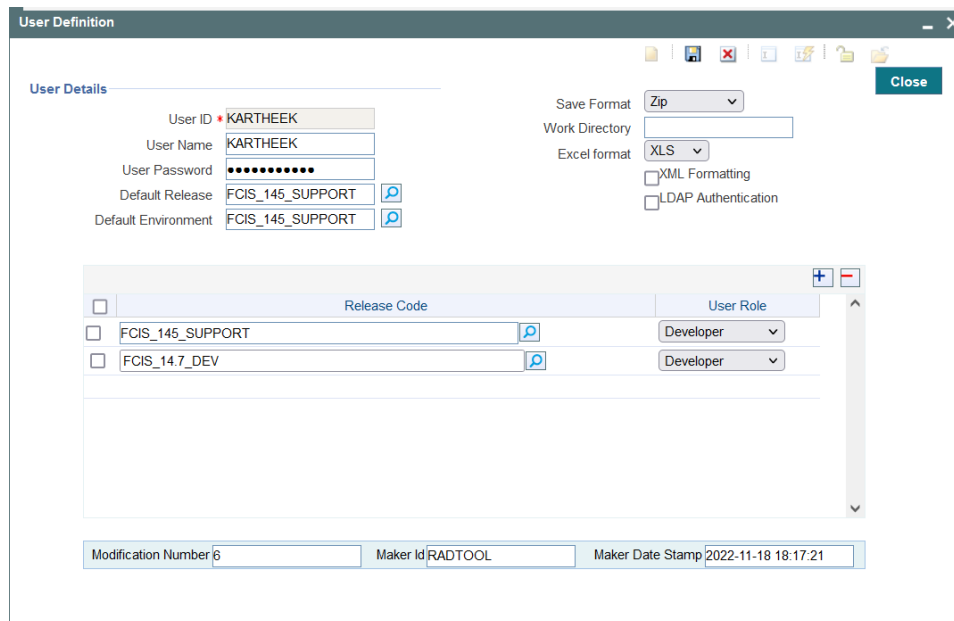 User Definition
Close
User Details
User ID * KARTHEEK
User Name KARTHEEK
User Password •••••••••••
Default Release FCIS_145_SUPPORT
Default Environment FCIS_145_SUPPORT
Save Format Zip
Work Directory
Excel format XLS
XML Formatting
LDAP Authentication
Release Code User Role
FCIS_145_SUPPORT Developer
FCIS_14.7_DEV Developer
Modification Number 6 Maker Id RADTOOL Maker Date Stamp 2022-11-18 18:17:21